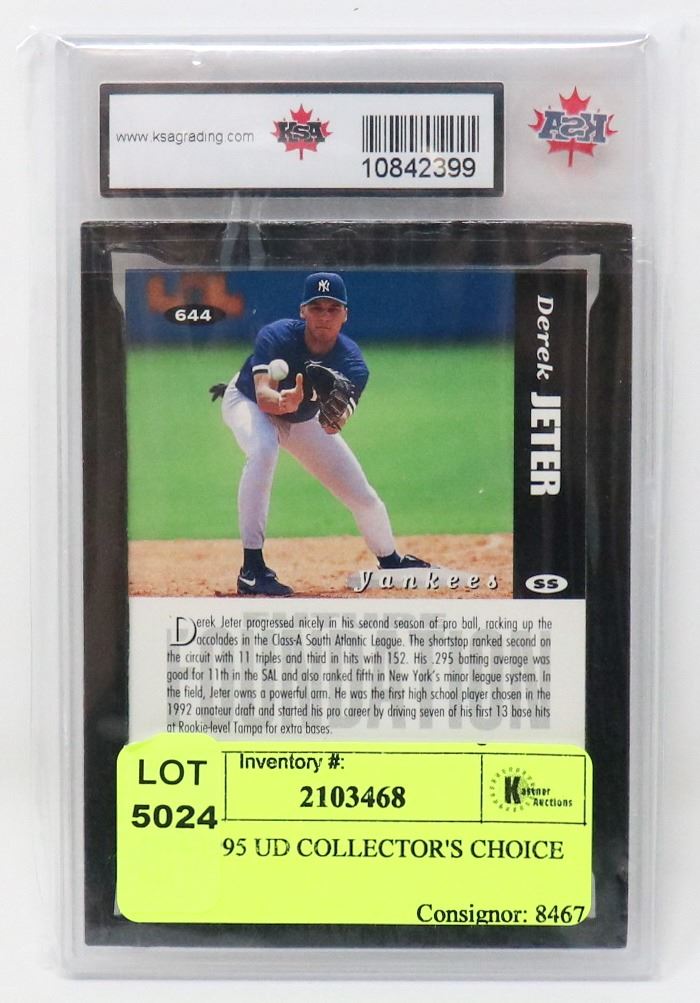 www.ksagrading.com
KSA
10842399
KSA
644
Derek JETER
Yankees
SS
FUTURE
FOUNDATION
Derek Jeter progressed nicely in his second season of pro ball, racking up the
accolades in the Class-A South Atlantic League. The shortstop ranked second on
the circuit with 11 triples and third in hits with 152. His .295 batting average was
good for 11th in the SAL and also ranked fifth in New York's minor league system. In
the field, Jeter owns a powerful arm. He was the first high school player chosen in the
1992 amateur draft and started his pro career by driving seven of his first 13 base hits
at Rookie-level Tampa for extra bases.
LOT
5024
Inventory #:
2103468
Kastner
Auctions
95 UD COLLECTOR'S CHOICE
Consignor: 8467